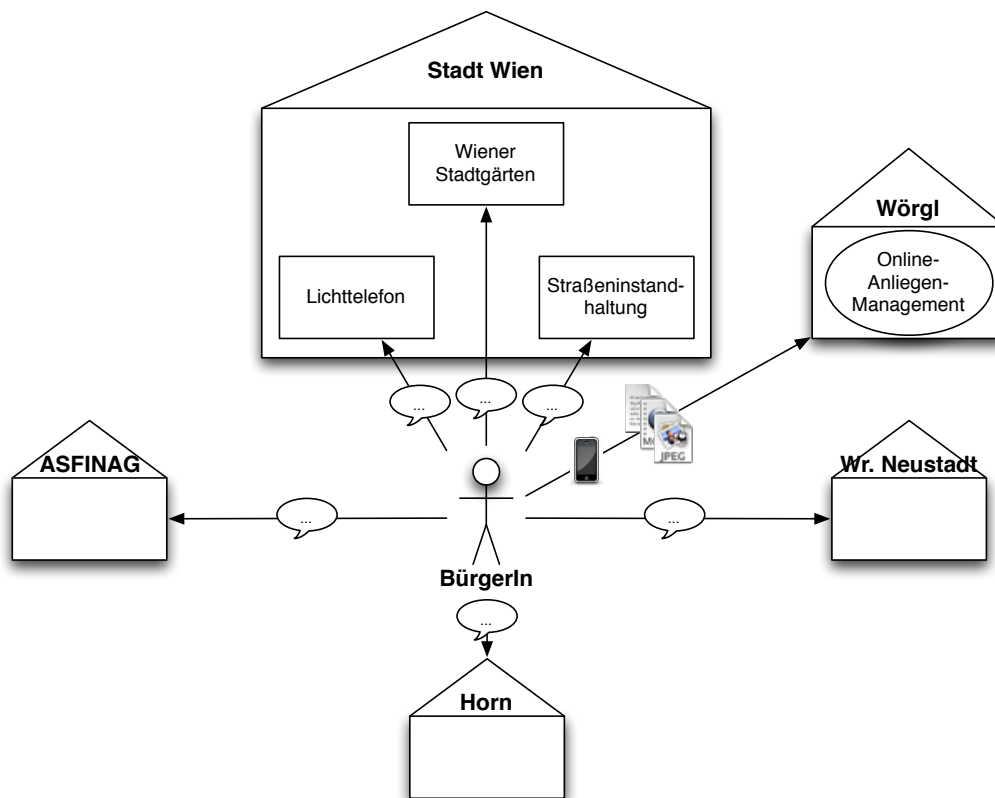 Stadt Wien
Wiener
Stadtgärten
Wörgl
Online-
Anliegen-
Management
Lichttelefon
Straßeninstand-
haltung
...
...
...
JPEG
ASFINAG
Wr. Neustadt
...
...
BürgerIn
...
Horn